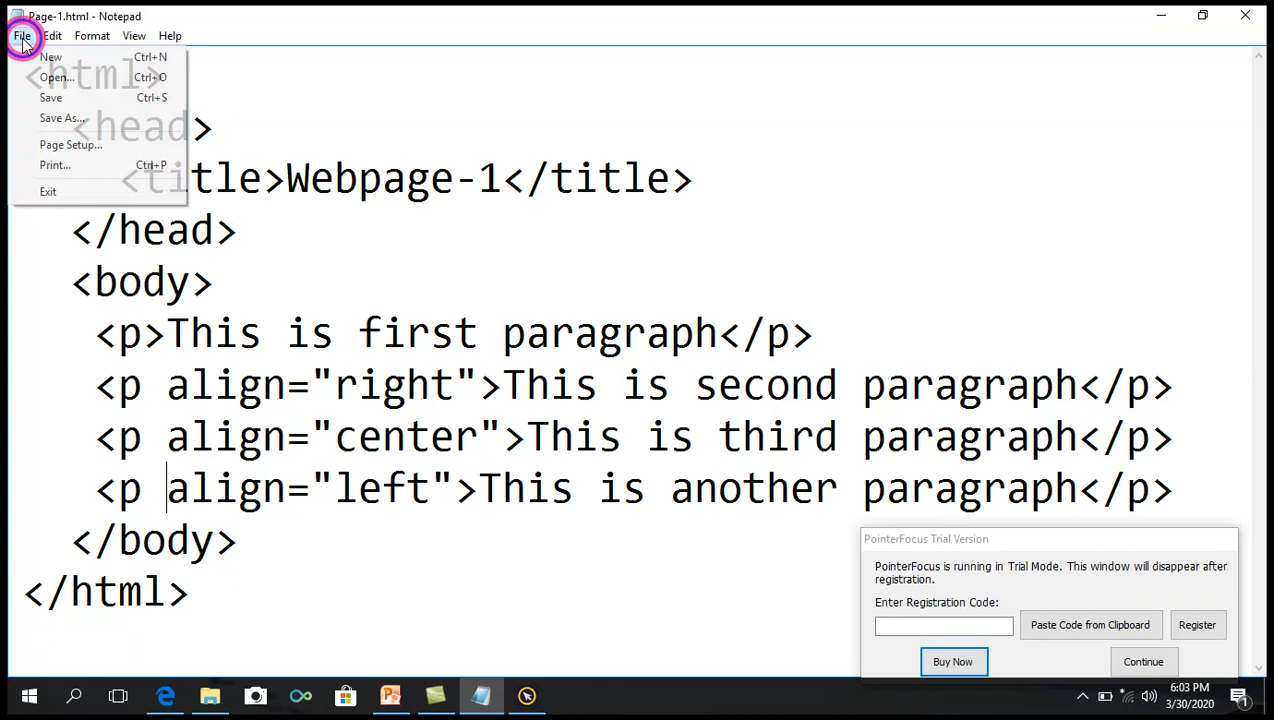 Page-1.html - Notepad
File Edit Format View Help
New Ctrl+N
Open... Ctrl+O
Save Ctrl+S
Save As...
Page Setup...
Print... Ctrl+P
Exit
<html>
<head>
<title>Webpage-1</title>
</head>
<body>
<p>This is first paragraph</p>
<p align="right">This is second paragraph</p>
<p align="center">This is third paragraph</p>
<p align="left">This is another paragraph</p>
</body>
</html>
PointerFocus Trial Version
PointerFocus is running in Trial Mode. This window will disappear after
registration.
Enter Registration Code:
Paste Code from Clipboard Register
Buy Now Continue
6:03 PM
3/30/2020
1